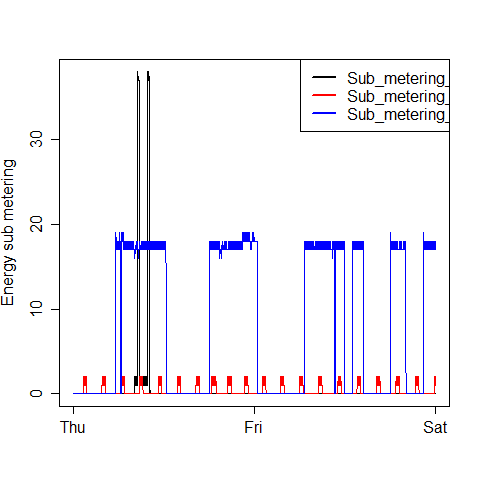 Sub_metering_
Sub_metering_
Sub_metering_
Energy sub metering
30
20
10
0
Thu Fri Sat